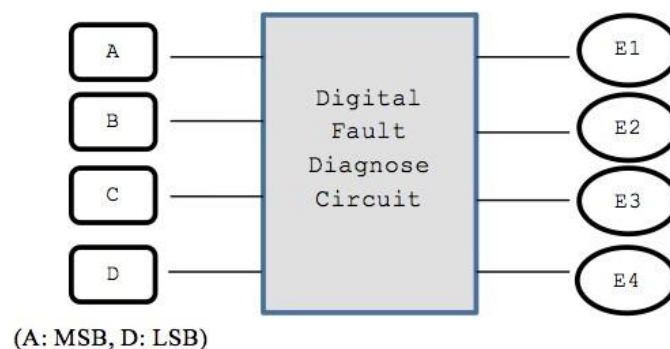 A
B
C
D
Digital
Fault
Diagnose
Circuit
E1
E2
E3
E4
(A: MSB, D: LSB)